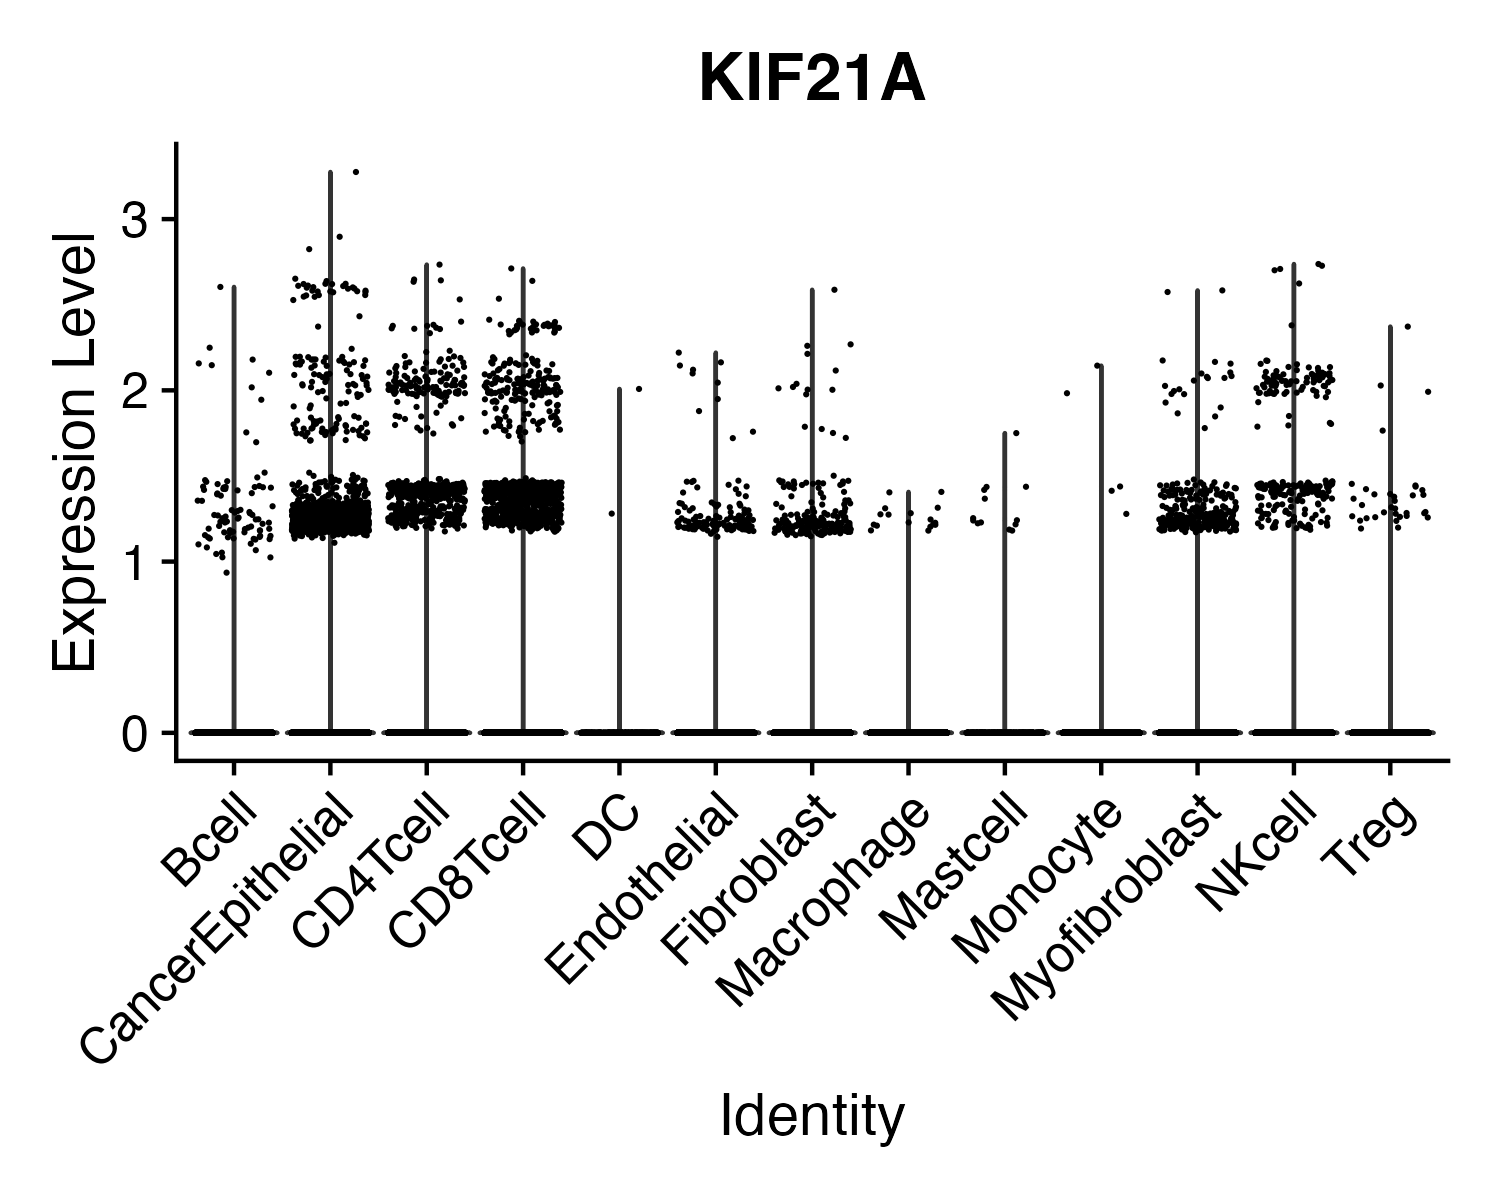 KIF21A
Expression Level
3
2
1
0
Bcell
CancerEpithelial
CD4Tcell
CD8Tcell
DC
Endothelial
Fibroblast
Macrophage
Mastcell
Monocyte
Myofibroblast
NKcell
Treg
Identity